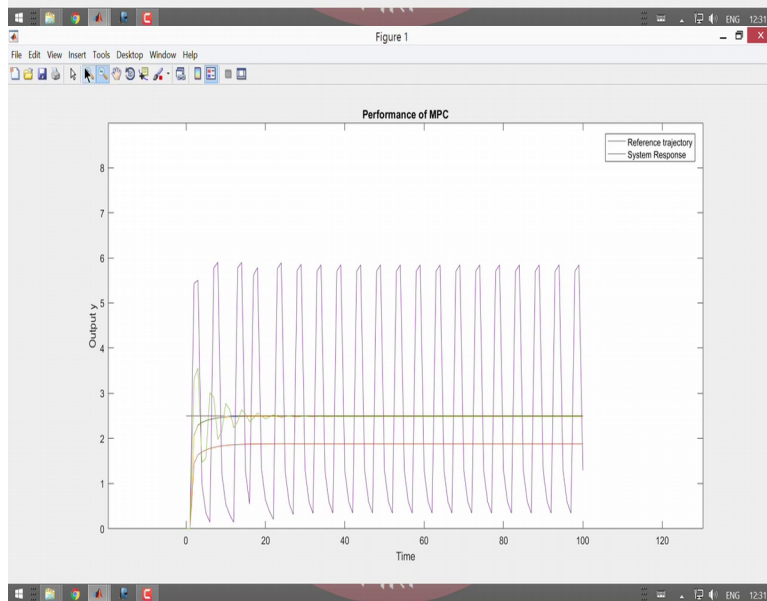 ENG 12:31
Figure 1
File Edit View Insert Tools Desktop Window Help
Performance of MPC
Reference trajectory
System Response
8
7
6
5
4
3
2
1
0
Output y
0 20 40 60 80 100 120
Time
ENG 12:31